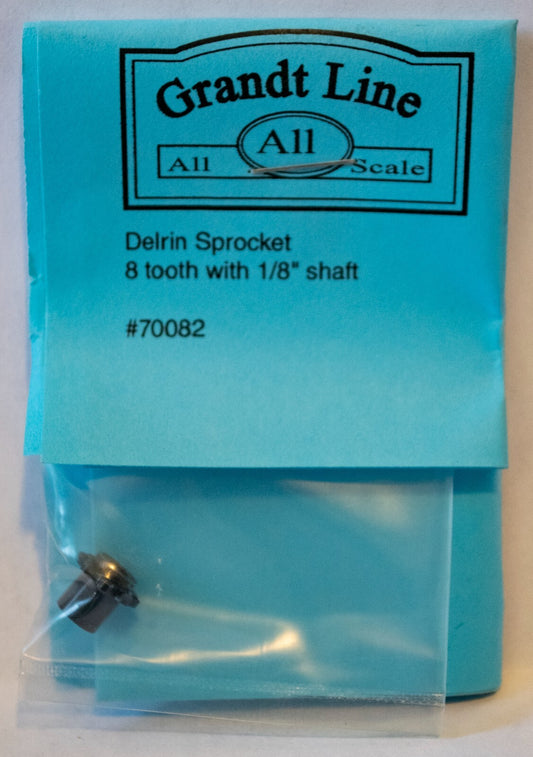 Grandt Line
All
All Scale
Delrin Sprocket
8 tooth with 1/8" shaft
#70082